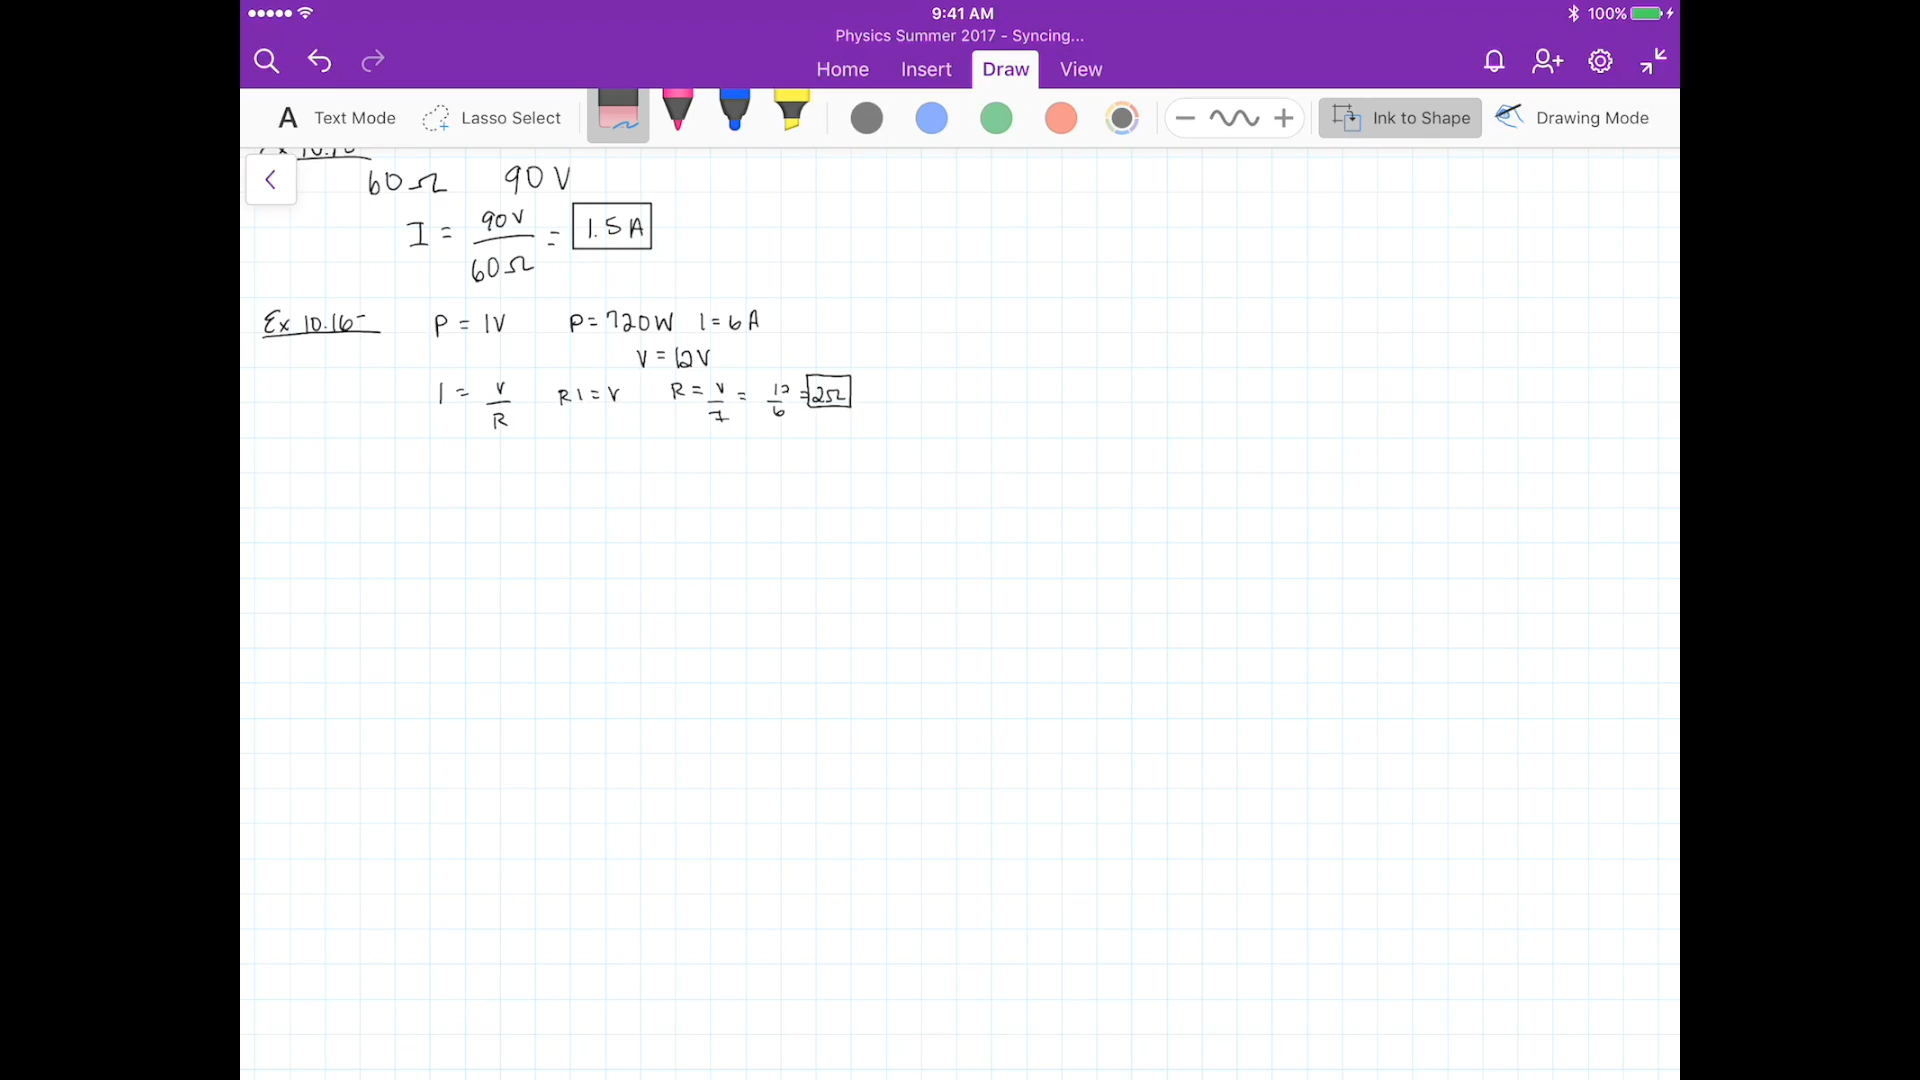 9:41 AM
100%
Physics Summer 2017 - Syncing...
Home Insert Draw View
A Text Mode Lasso Select Ink to Shape Drawing Mode
60Ω 90V
I = 90V / 60Ω = 1.5A
Ex 10.16 P = IV P=720W I=6A
V = 12V
I = V / R RI = V R = V / I = 12 / 6 = 2Ω